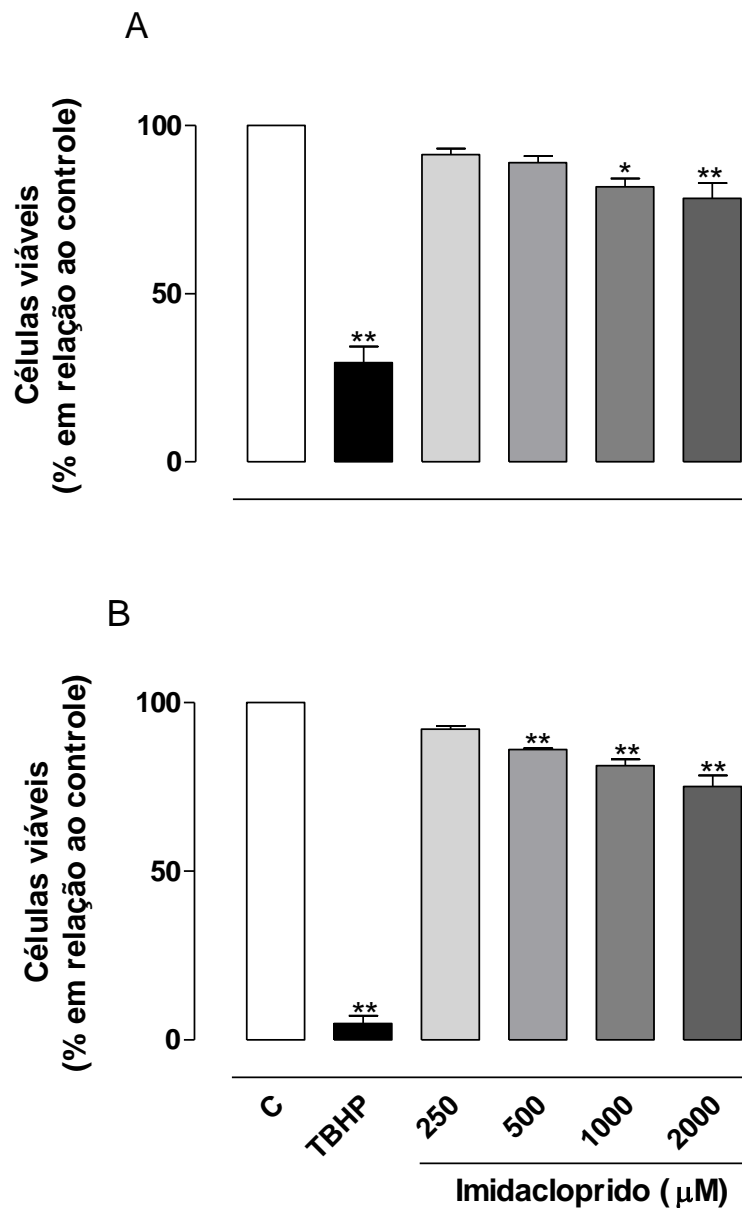 A
Células viáveis
(% em relação ao controle)
100
50
0
**
*
**
B
Células viáveis
(% em relação ao controle)
100
50
0
**
**
**
**
C
TBHP
250
500
1000
2000
Imidacloprido (μM)